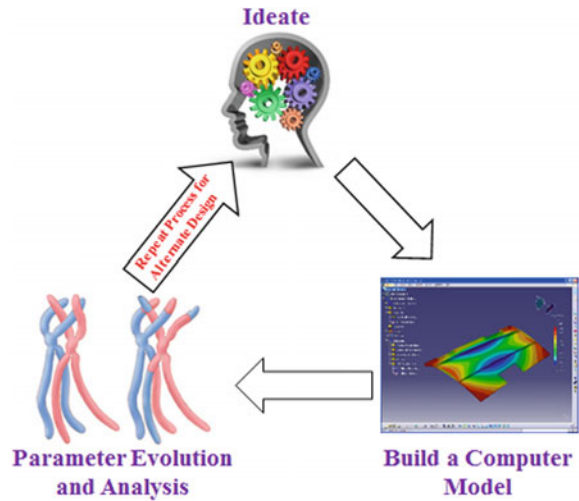 Ideate
Repeat Process for
Alternate Design
Parameter Evolution
and Analysis
Build a Computer
Model